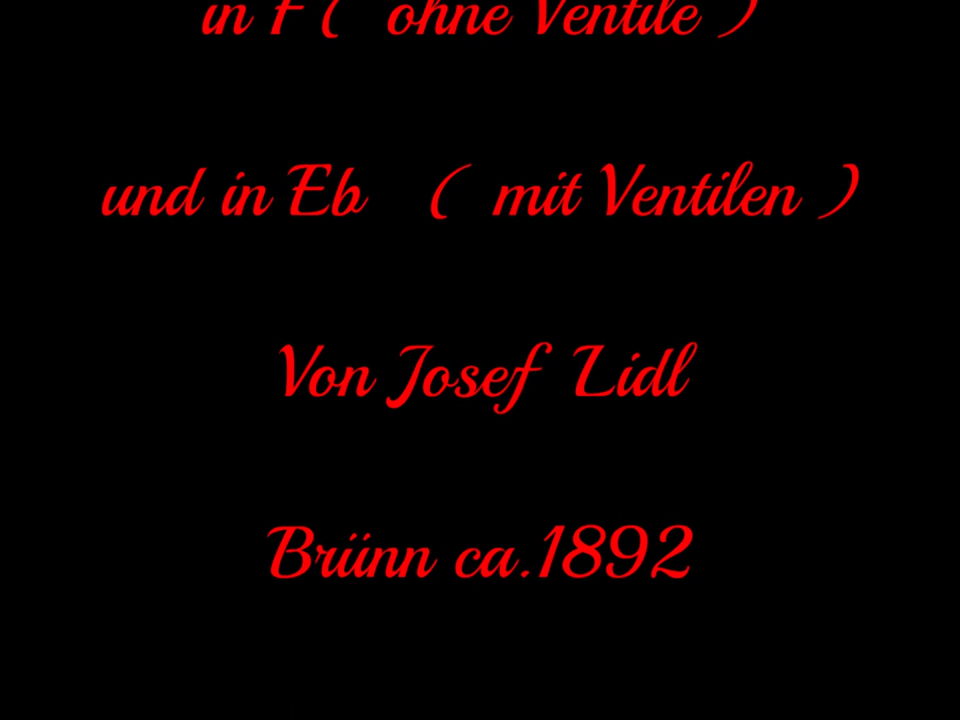 in F ( ohne Ventile )
und in Eb ( mit Ventilen )
Von Josef Lidl
Brünn ca.1892